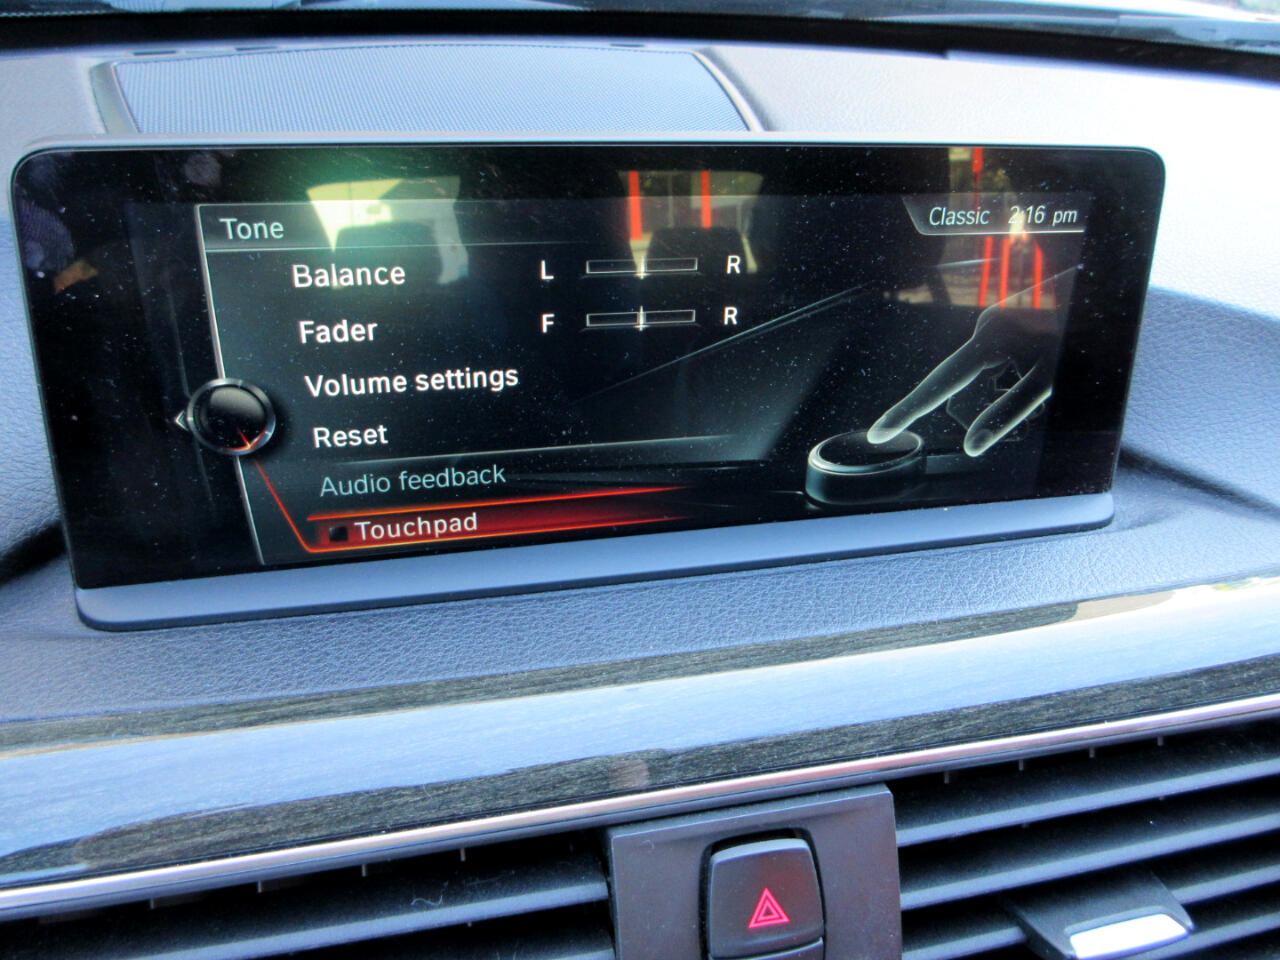 Tone
Classic 2:16 pm
Balance L R
Fader F R
Volume settings
Reset
Audio feedback
Touchpad